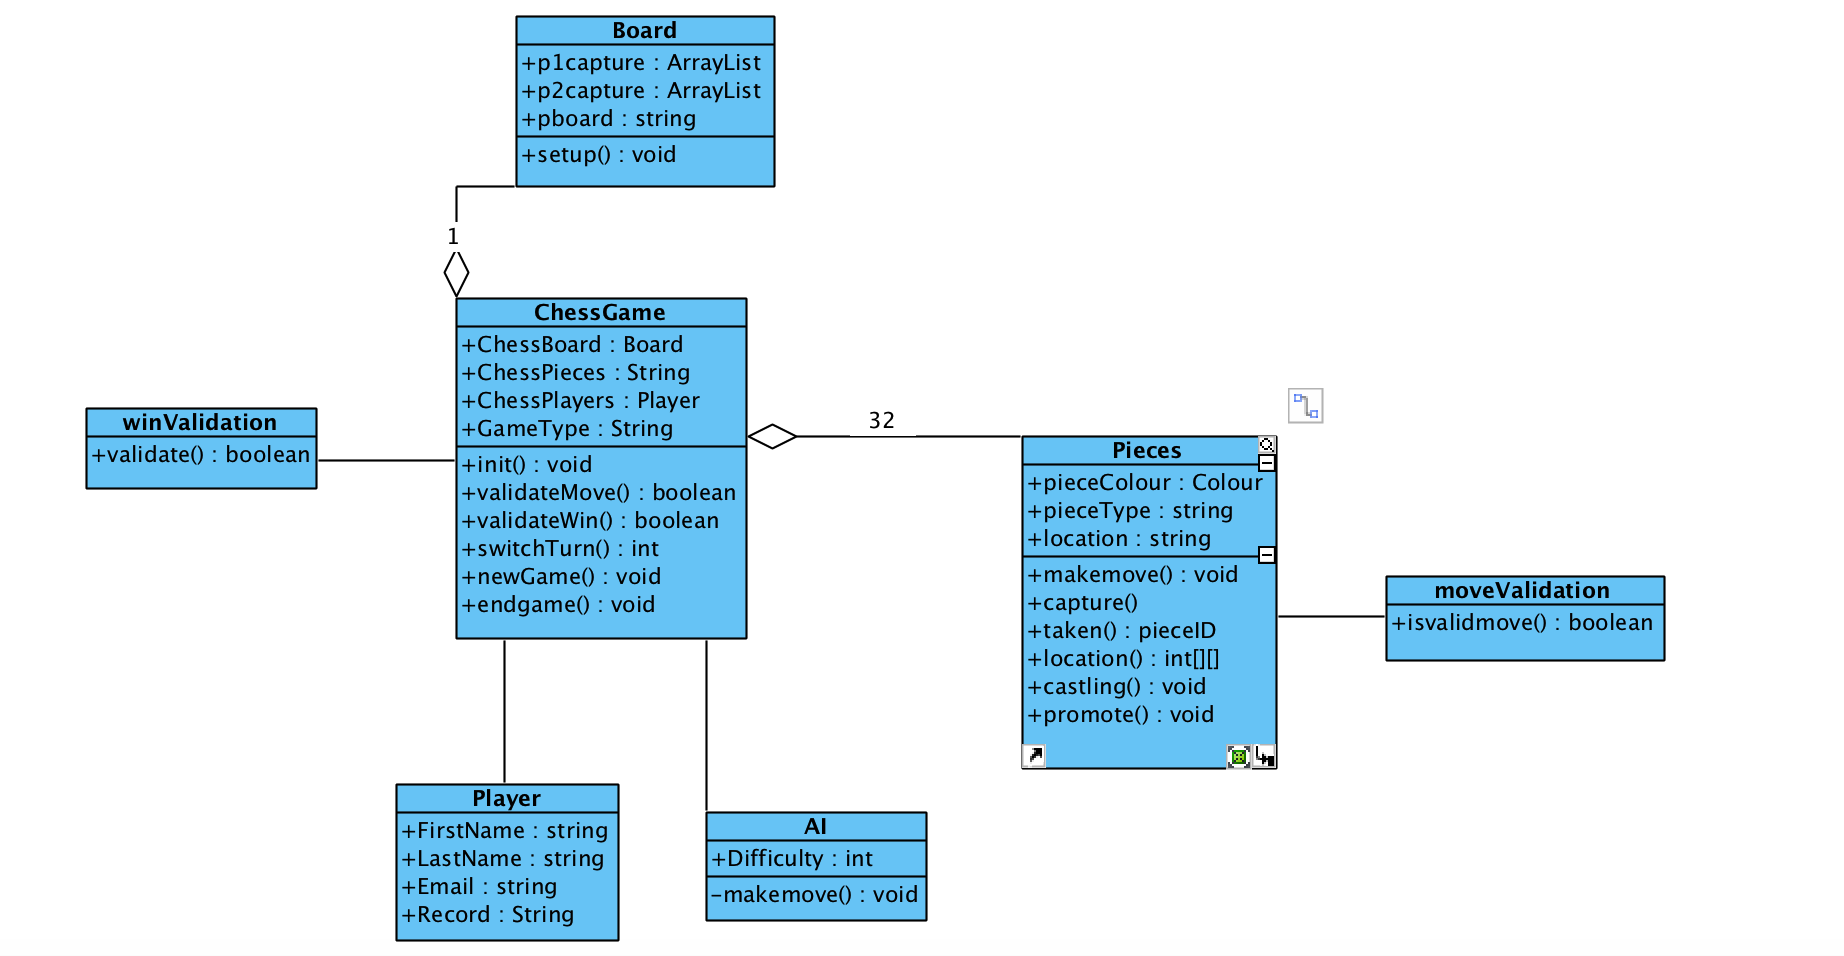 Board
+p1capture : ArrayList
+p2capture : ArrayList
+pboard : string
+setup() : void
1
ChessGame
+ChessBoard : Board
+ChessPieces : String
+ChessPlayers : Player
+GameType : String
+init() : void
+validateMove() : boolean
+validateWin() : boolean
+switchTurn() : int
+newGame() : void
+endgame() : void
winValidation
+validate() : boolean
32
Pieces
+pieceColour : Colour
+pieceType : string
+location : string
+makemove() : void
+capture()
+taken() : pieceID
+location() : int[][]
+castling() : void
+promote() : void
moveValidation
+isvalidmove() : boolean
Player
+FirstName : string
+LastName : string
+Email : string
+Record : String
AI
+Difficulty : int
-makemove() : void